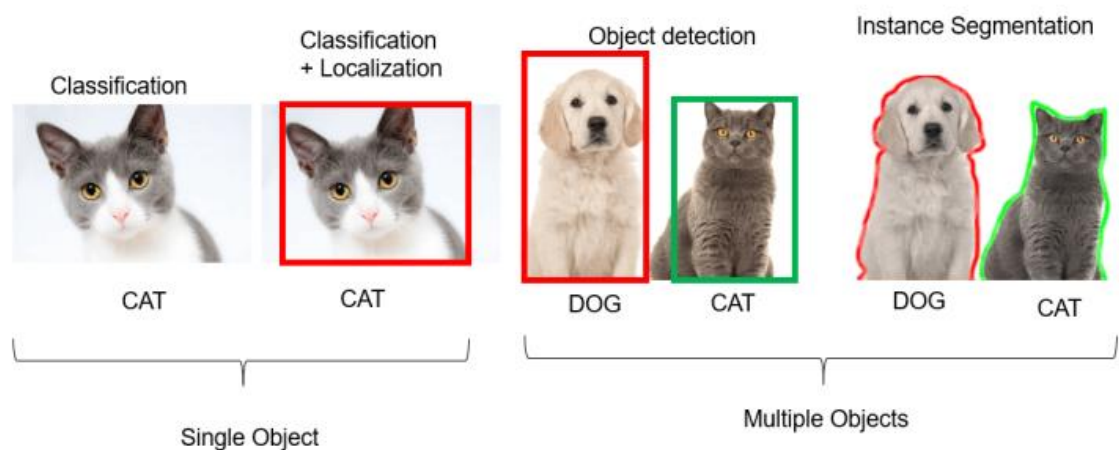 Classification
Classification
+ Localization
Object detection
Instance Segmentation
CAT
CAT
DOG
CAT
DOG
CAT
Single Object
Multiple Objects